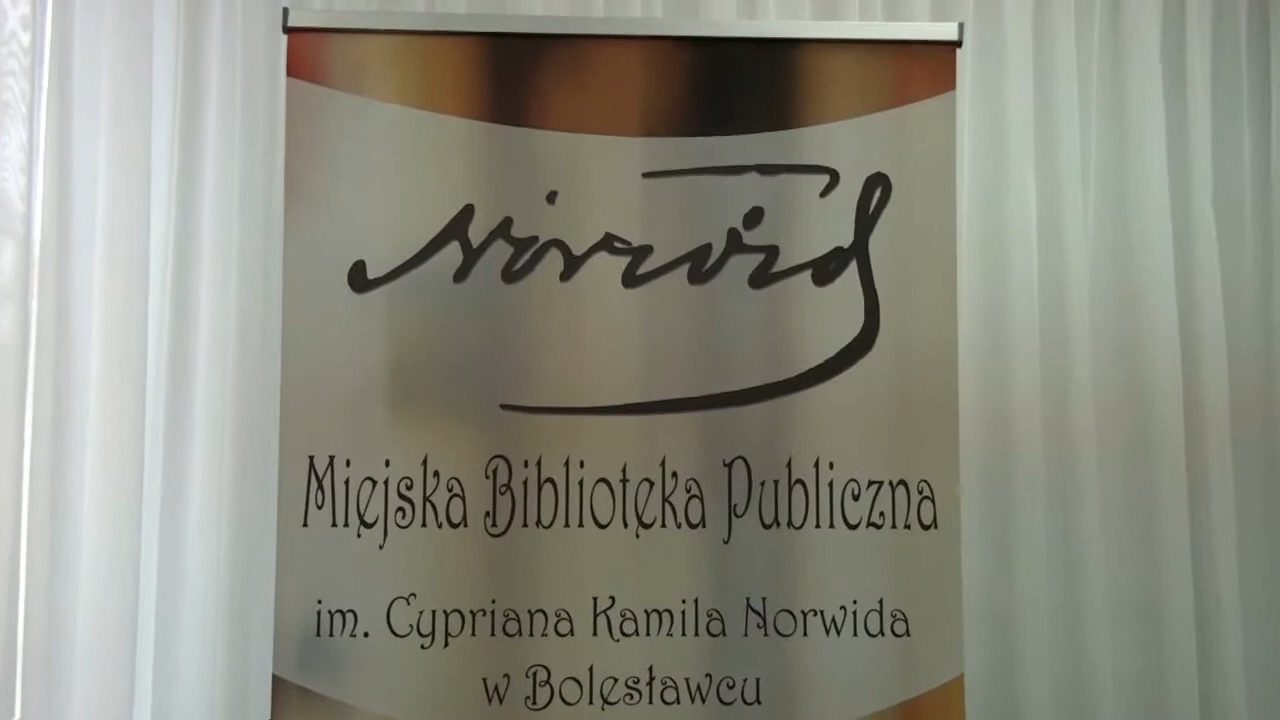 Norwid
Miejska Biblioteka Publiczna
im. Cypriana Kamila Norwida
w Bolesławcu